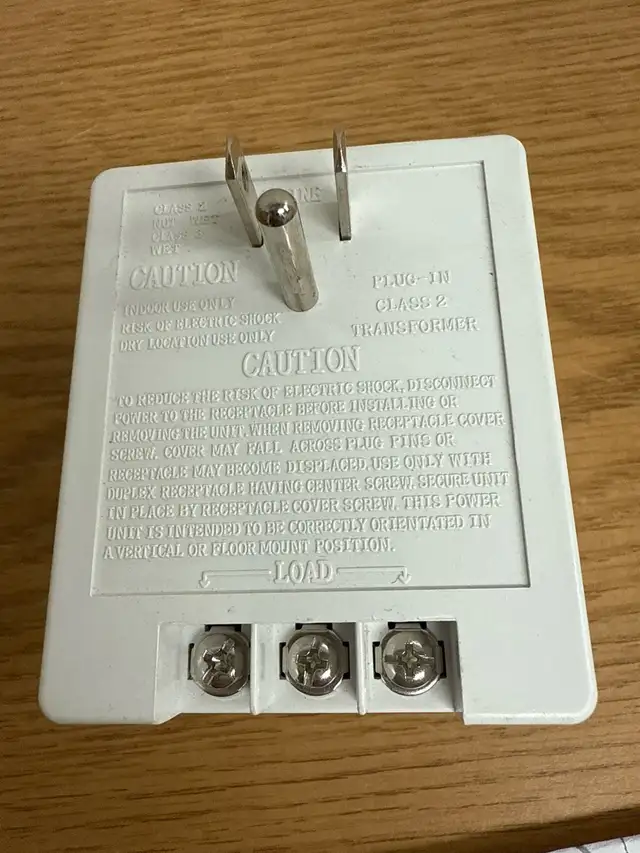 CLASS 2
NOT WET
CLASS 3
WET
CAUTION
INDOOR USE ONLY
RISK OF ELECTRIC SHOCK
DRY LOCATION USE ONLY
PLUG-IN
CLASS 2
TRANSFORMER
CAUTION
TO REDUCE THE RISK OF ELECTRIC SHOCK, DISCONNECT
POWER TO THE RECEPTACLE BEFORE INSTALLING OR
REMOVING THE UNIT. WHEN REMOVING RECEPTACLE COVER
SCREW, COVER MAY FALL ACROSS PLUG PINS OR
RECEPTACLE MAY BECOME DISPLACED. USE ONLY WITH
DUPLEX RECEPTACLE HAVING CENTER SCREW. SECURE UNIT
IN PLACE BY RECEPTACLE COVER SCREW. THIS POWER
UNIT IS INTENDED TO BE CORRECTLY ORIENTATED IN
A VERTICAL OR FLOOR MOUNT POSITION.
LOAD